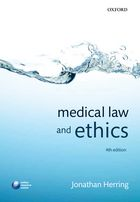 OXFORD
medical law
and ethics
4th edition
Jonathan Herring